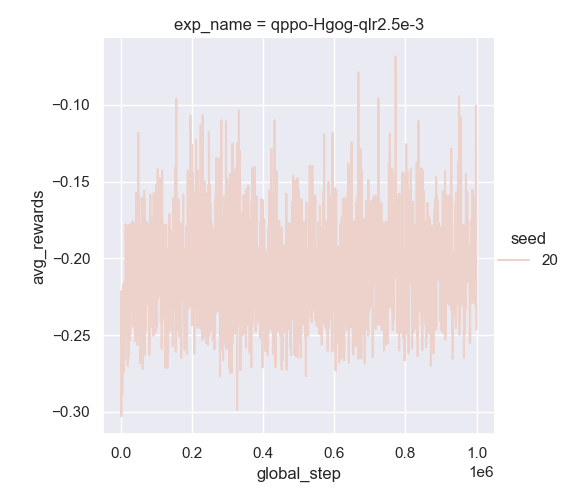 exp_name = qppo-Hgog-qlr2.5e-3
−0.10
−0.15
−0.20
−0.25
−0.30
avg_rewards
0.0 0.2 0.4 0.6 0.8 1.0
1e6
global_step
seed
20